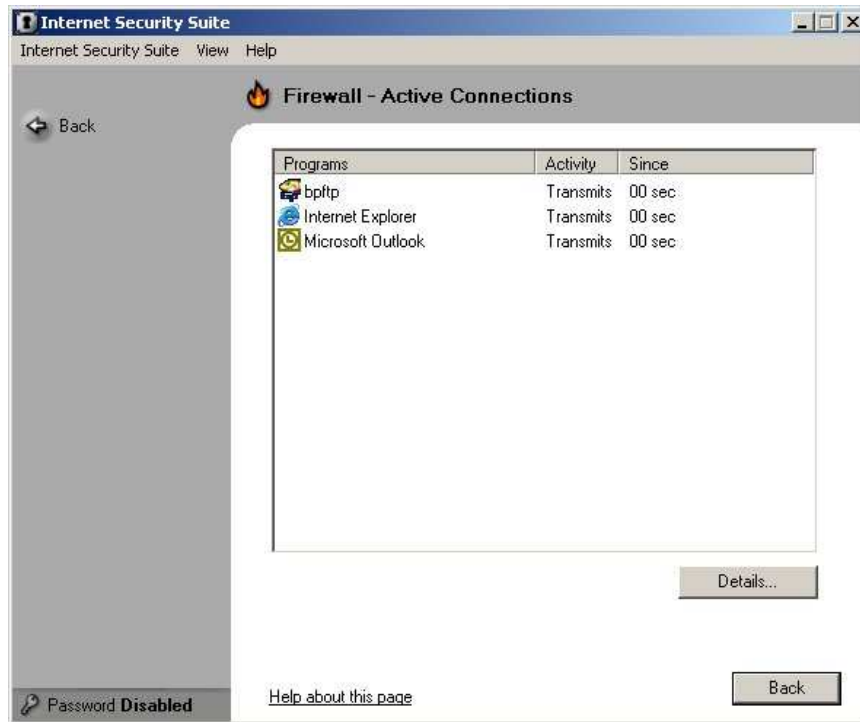 Internet Security Suite
Internet Security Suite View Help
Firewall - Active Connections
Back
Programs Activity Since
bpftp Transmits 00 sec
Internet Explorer Transmits 00 sec
Microsoft Outlook Transmits 00 sec
Details...
Back
Help about this page
Password Disabled